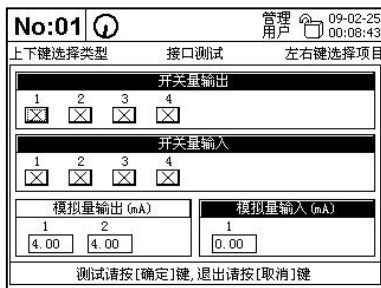 No:01 管理用户 09-02-25 00:08:43
上下键选择类型 接口测试 左右键选择项目
开关量输出
1 2 3 4
开关量输入
1 2 3 4
模拟量输出(mA) 模拟量输入(mA)
1 2 1
4.00 4.00 0.00
测试请按[确定]键,退出请按[取消]键